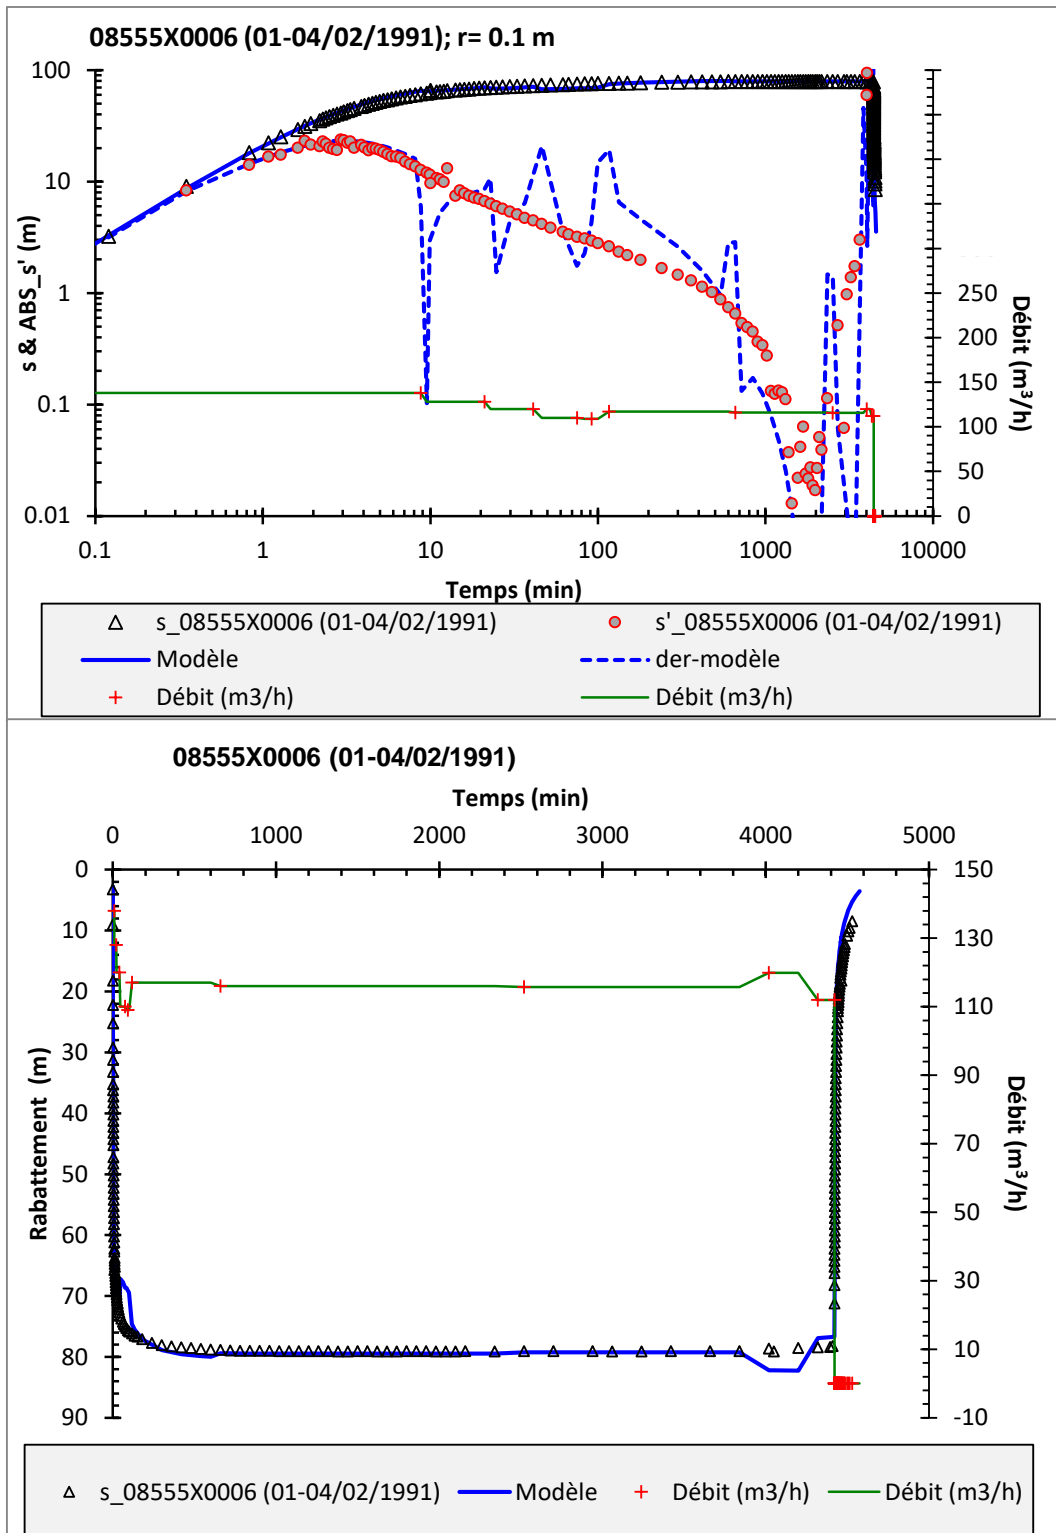 08555X0006 (01-04/02/1991); r= 0.1 m
100
10
1
0.1
0.01
s & ABS_s' (m)
250
200
150
100
50
0
Débit (m³/h)
0.1 1 10 100 1000 10000
Temps (min)
s_08555X0006 (01-04/02/1991) s'_08555X0006 (01-04/02/1991)
Modèle der-modèle
Débit (m3/h) Débit (m3/h)
08555X0006 (01-04/02/1991)
Temps (min)
0 1000 2000 3000 4000 5000
0
10
20
30
40
50
60
70
80
90
Rabattement (m)
150
130
110
90
70
50
30
10
-10
Débit (m³/h)
s_08555X0006 (01-04/02/1991) Modèle Débit (m3/h) Débit (m3/h)